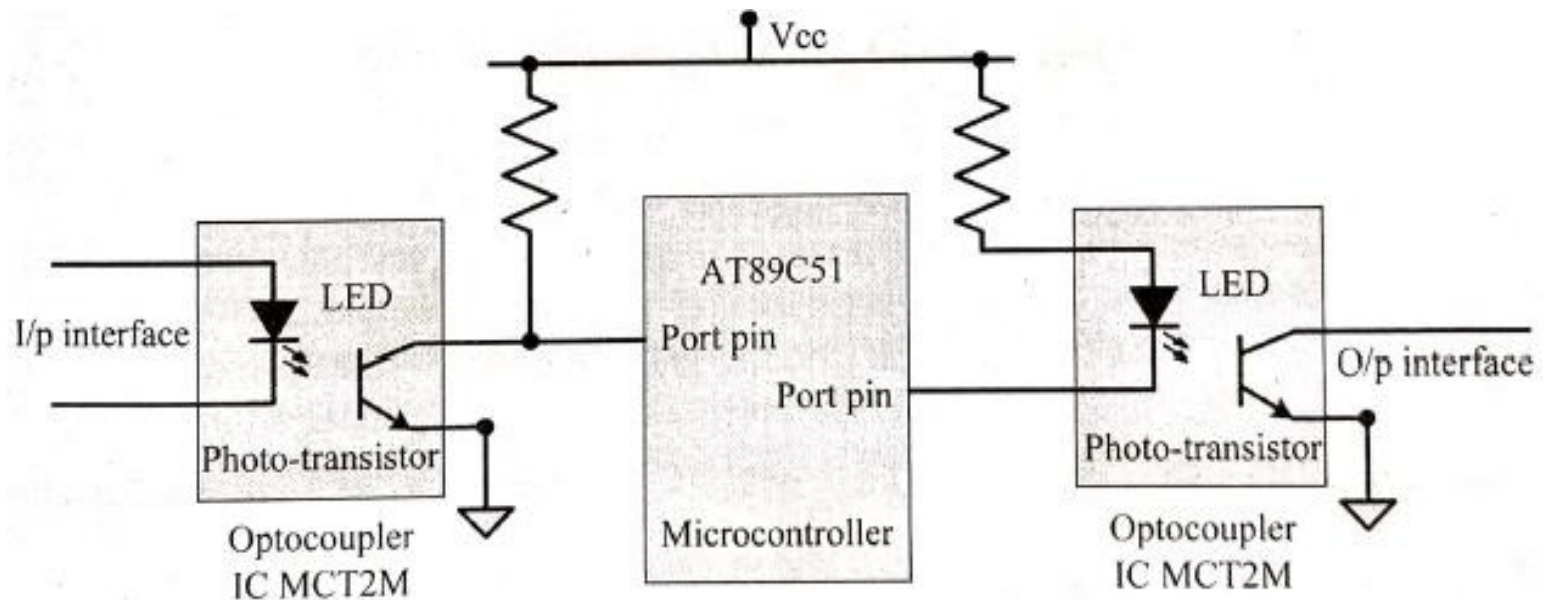 Vcc
I/p interface
LED
Photo-transistor
Optocoupler
IC MCT2M
AT89C51
Port pin
Port pin
Microcontroller
LED
O/p interface
Photo-transistor
Optocoupler
IC MCT2M